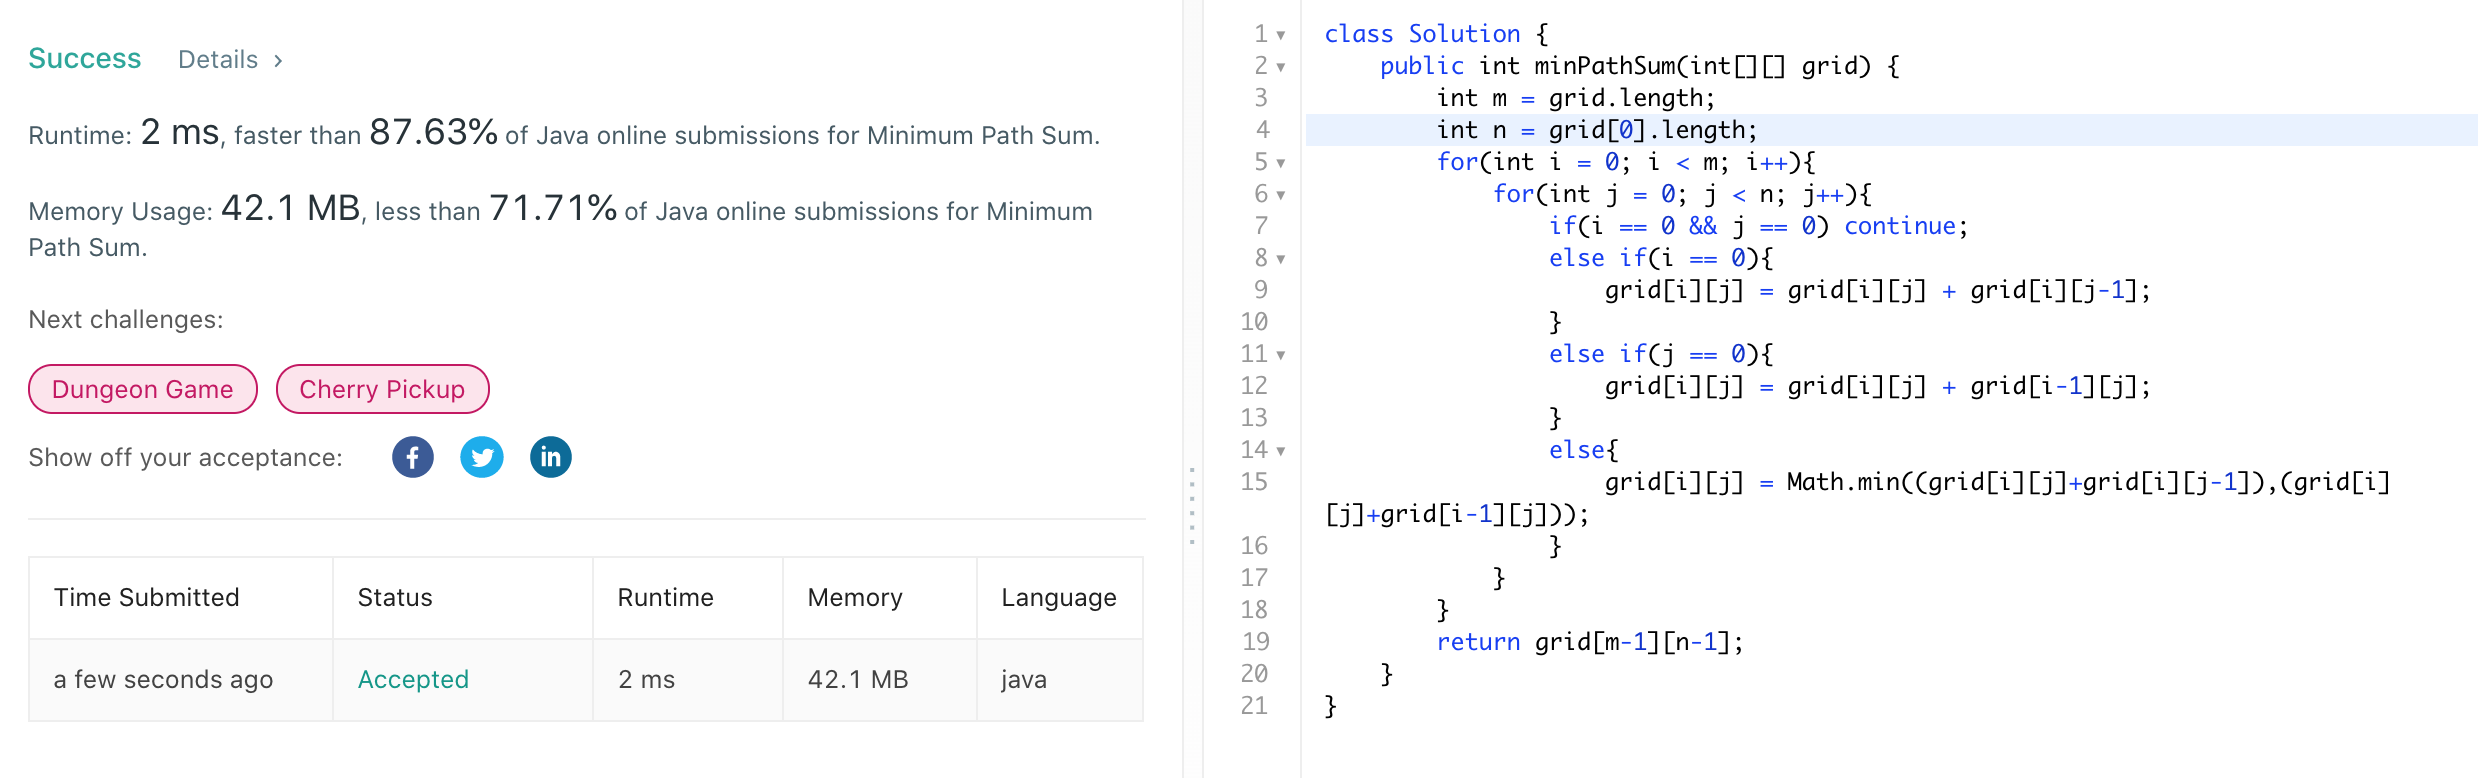 Success Details >
Runtime: 2 ms, faster than 87.63% of Java online submissions for Minimum Path Sum.
Memory Usage: 42.1 MB, less than 71.71% of Java online submissions for Minimum
Path Sum.
Next challenges:
Dungeon Game Cherry Pickup
Show off your acceptance: f in
Time Submitted Status Runtime Memory Language
a few seconds ago Accepted 2 ms 42.1 MB java
1 class Solution {
2     public int minPathSum(int[][] grid) {
3         int m = grid.length;
4         int n = grid[0].length;
5         for(int i = 0; i < m; i++){
6             for(int j = 0; j < n; j++){
7                 if(i == 0 && j == 0) continue;
8                 else if(i == 0){
9                     grid[i][j] = grid[i][j] + grid[i][j-1];
10                 }
11                 else if(j == 0){
12                     grid[i][j] = grid[i][j] + grid[i-1][j];
13                 }
14                 else{
15                     grid[i][j] = Math.min((grid[i][j]+grid[i][j-1]),(grid[i]
[j]+grid[i-1][j]));
16                 }
17             }
18         }
19         return grid[m-1][n-1];
20     }
21 }